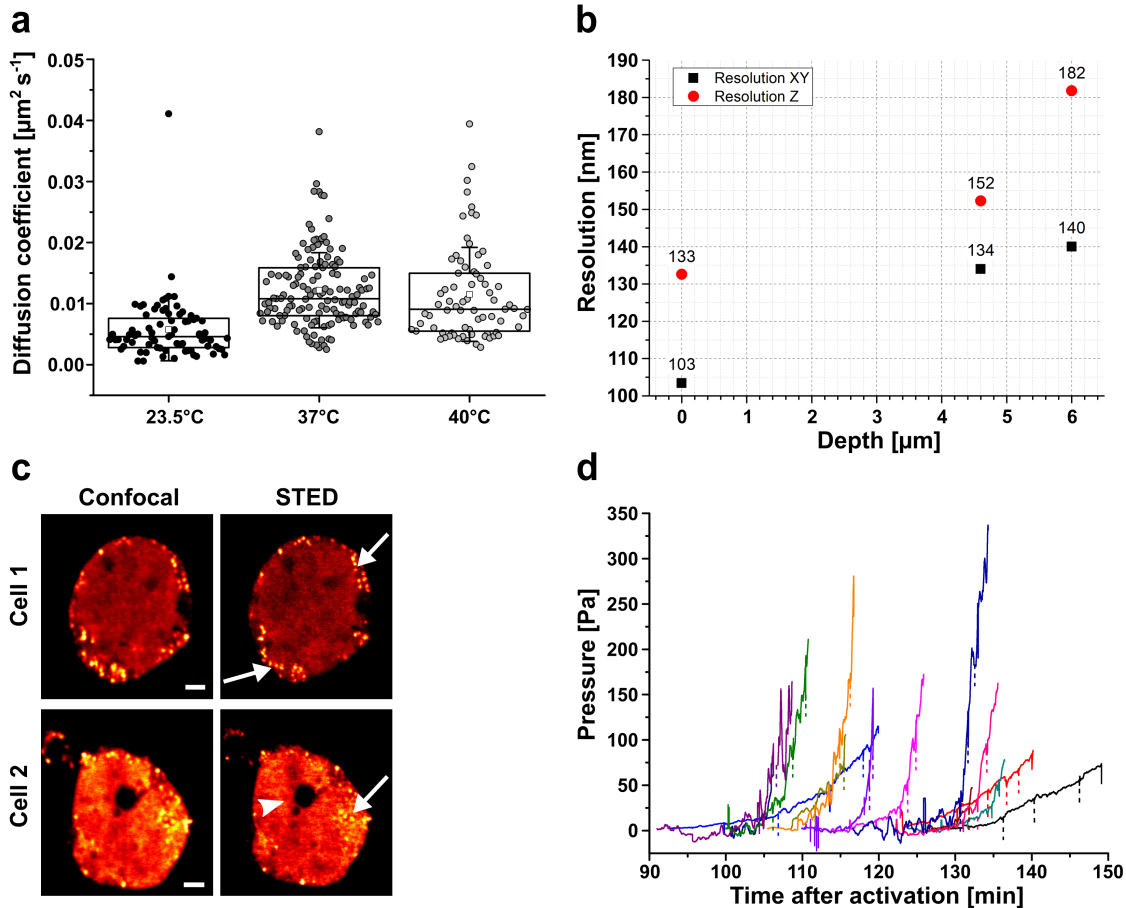 a
Diffusion coefficient [µm² s⁻¹]
0.05
0.04
0.03
0.02
0.01
0.00
23.5°C
37°C
40°C
b
Resolution [nm]
190
180
170
160
150
140
130
120
110
100
Resolution XY
Resolution Z
133
103
152
134
182
140
0
1
2
3
4
5
6
Depth [µm]
c
Confocal
STED
Cell 1
Cell 2
d
Pressure [Pa]
350
300
250
200
150
100
50
0
90
100
110
120
130
140
150
Time after activation [min]